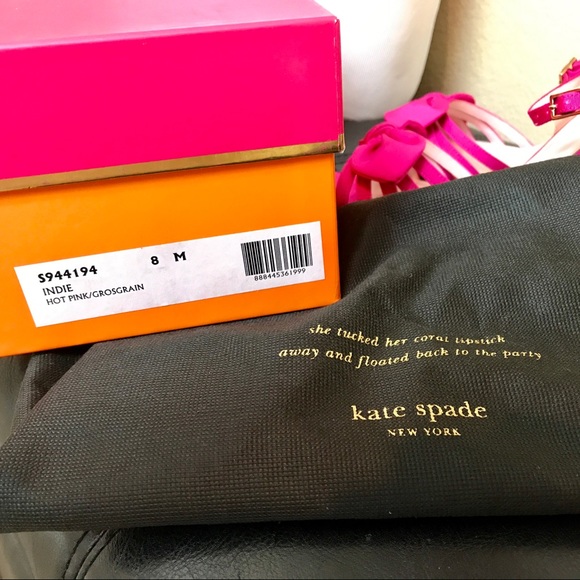 S944194 8 M
INDIE
HOT PINK/GROSGRAIN
888445361999
she tucked her coral lipstick
away and floated back to the party
kate spade
NEW YORK